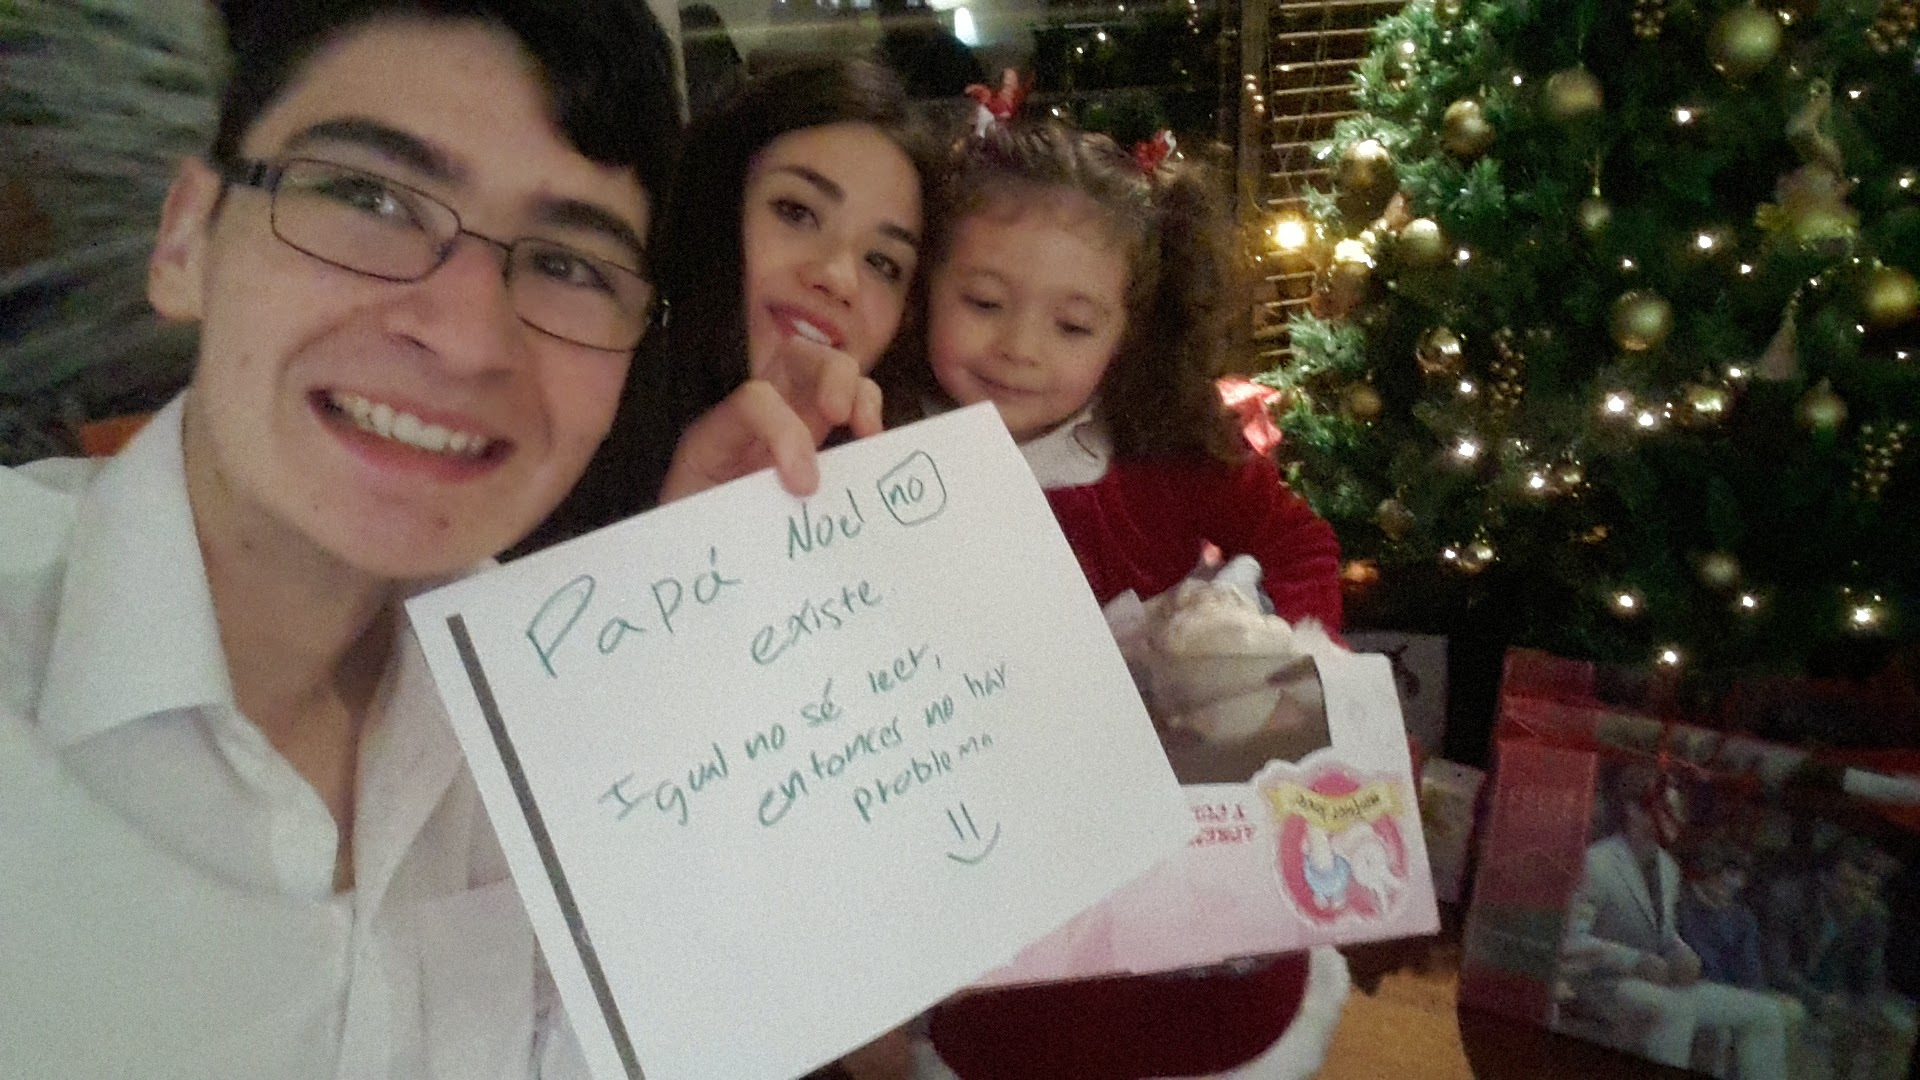 Papá Noel no
existe.
Igual no sé leer,
entonces no hay
problema